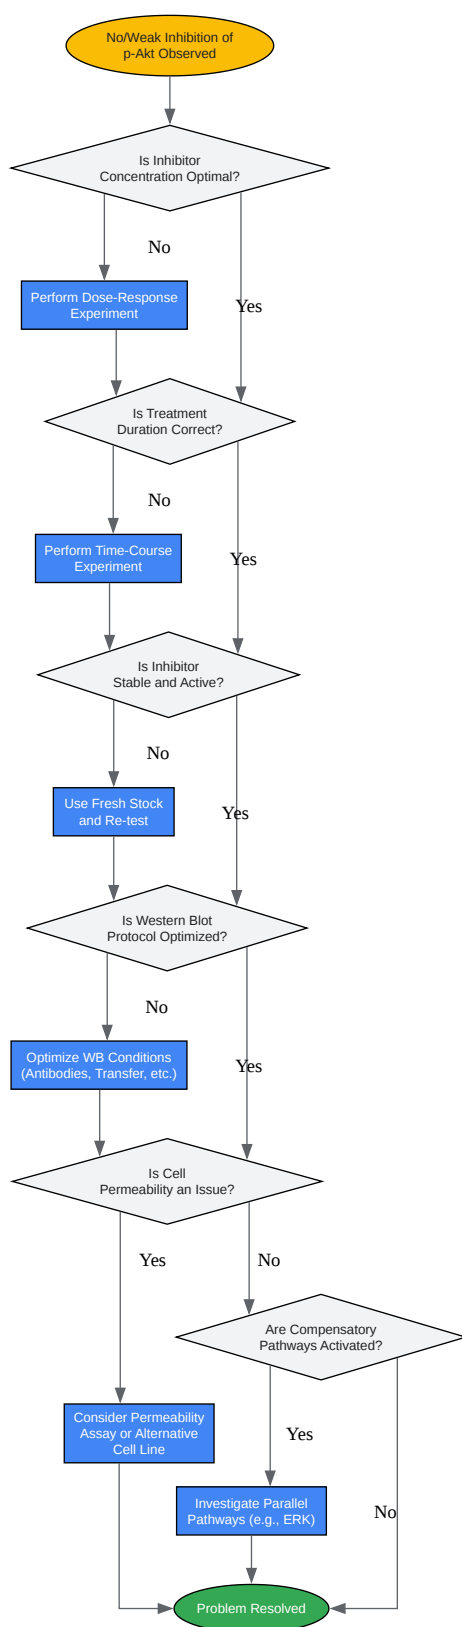 No/Weak Inhibition of
p-Akt Observed
Is Inhibitor
Concentration Optimal?
No
Yes
Perform Dose-Response
Experiment
Is Treatment
Duration Correct?
No
Yes
Perform Time-Course
Experiment
Is Inhibitor
Stable and Active?
No
Yes
Use Fresh Stock
and Re-test
Is Western Blot
Protocol Optimized?
No
Yes
Optimize WB Conditions
(Antibodies, Transfer, etc.)
Is Cell
Permeability an Issue?
Yes
No
Are Compensatory
Pathways Activated?
Consider Permeability
Assay or Alternative
Cell Line
Yes
No
Investigate Parallel
Pathways (e.g., ERK)
Problem Resolved